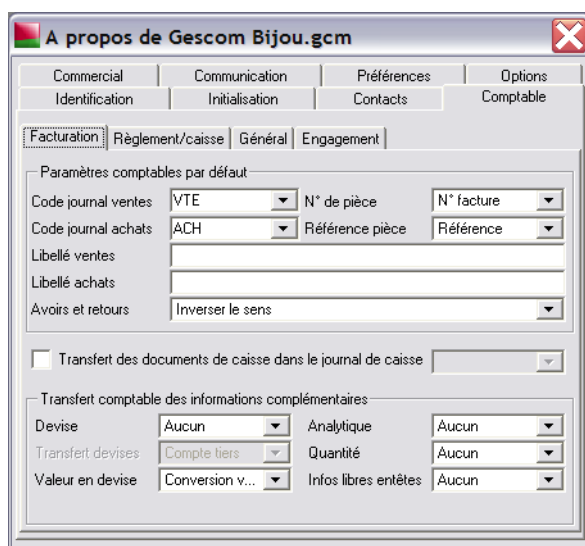 A propos de Gescom Bijou.gcm
Commercial Communication Préférences Options
Identification Initialisation Contacts Comptable
Facturation Règlement/caisse Général Engagement
Paramètres comptables par défaut
Code journal ventes VTE N° de pièce N° facture
Code journal achats ACH Référence pièce Référence
Libellé ventes
Libellé achats
Avoirs et retours Inverser le sens
Transfert des documents de caisse dans le journal de caisse
Transfert comptable des informations complémentaires
Devise Aucun Analytique Aucun
Transfert devises Compte tiers Quantité Aucun
Valeur en devise Conversion v... Infos libres entêtes Aucun